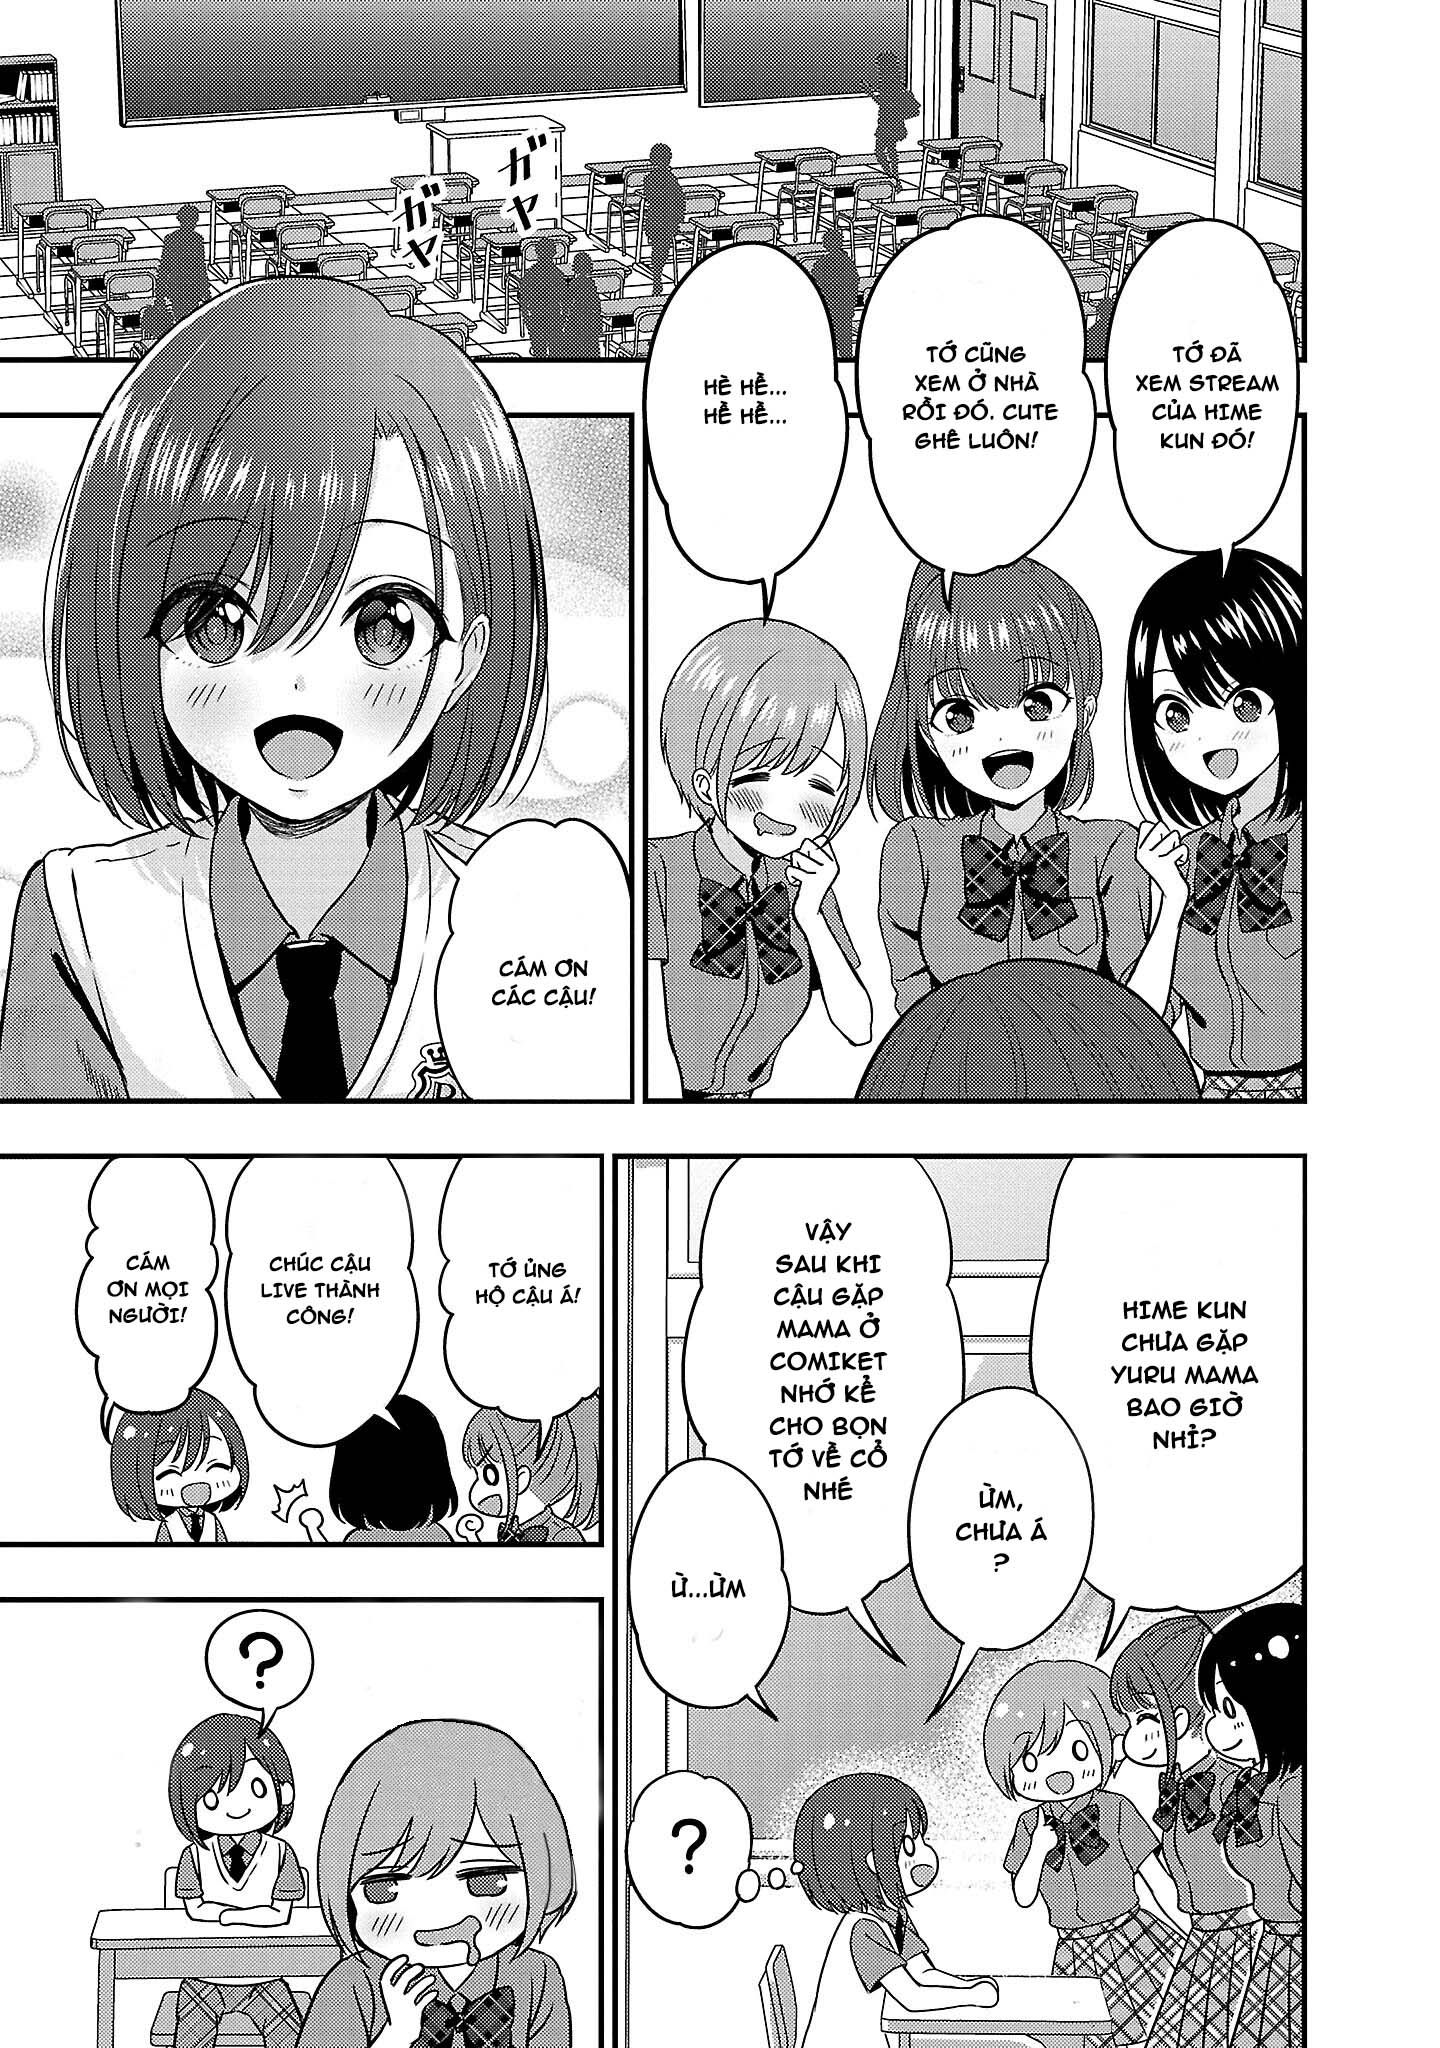 ガヤ
ガヤ
TỚ ĐÃ
XEM STREAM
CỦA HIME
KUN ĐÓ!
TỚ CŨNG
XEM Ở NHÀ
RỒI ĐÓ. CUTE
GHÊ LUÔN!
HÈ HỀ...
HỀ HỀ...
CÁM ƠN
CÁC CẬU!
HIME KUN
CHƯA GẶP
YURU MAMA
BAO GIỜ
NHỈ?
ỪM,
CHƯA Á
?
VẬY
SAU KHI
CẬU GẶP
MAMA Ở
COMIKET
NHỚ KỂ
CHO BỌN
TỚ VỀ CỔ
NHÉ
Ừ...ỪM
?
TỚ ỦNG
HỘ CẬU Á!
CHÚC CẬU
LIVE THÀNH
CÔNG!
CÁM
ƠN MỌI
NGƯỜI!
?